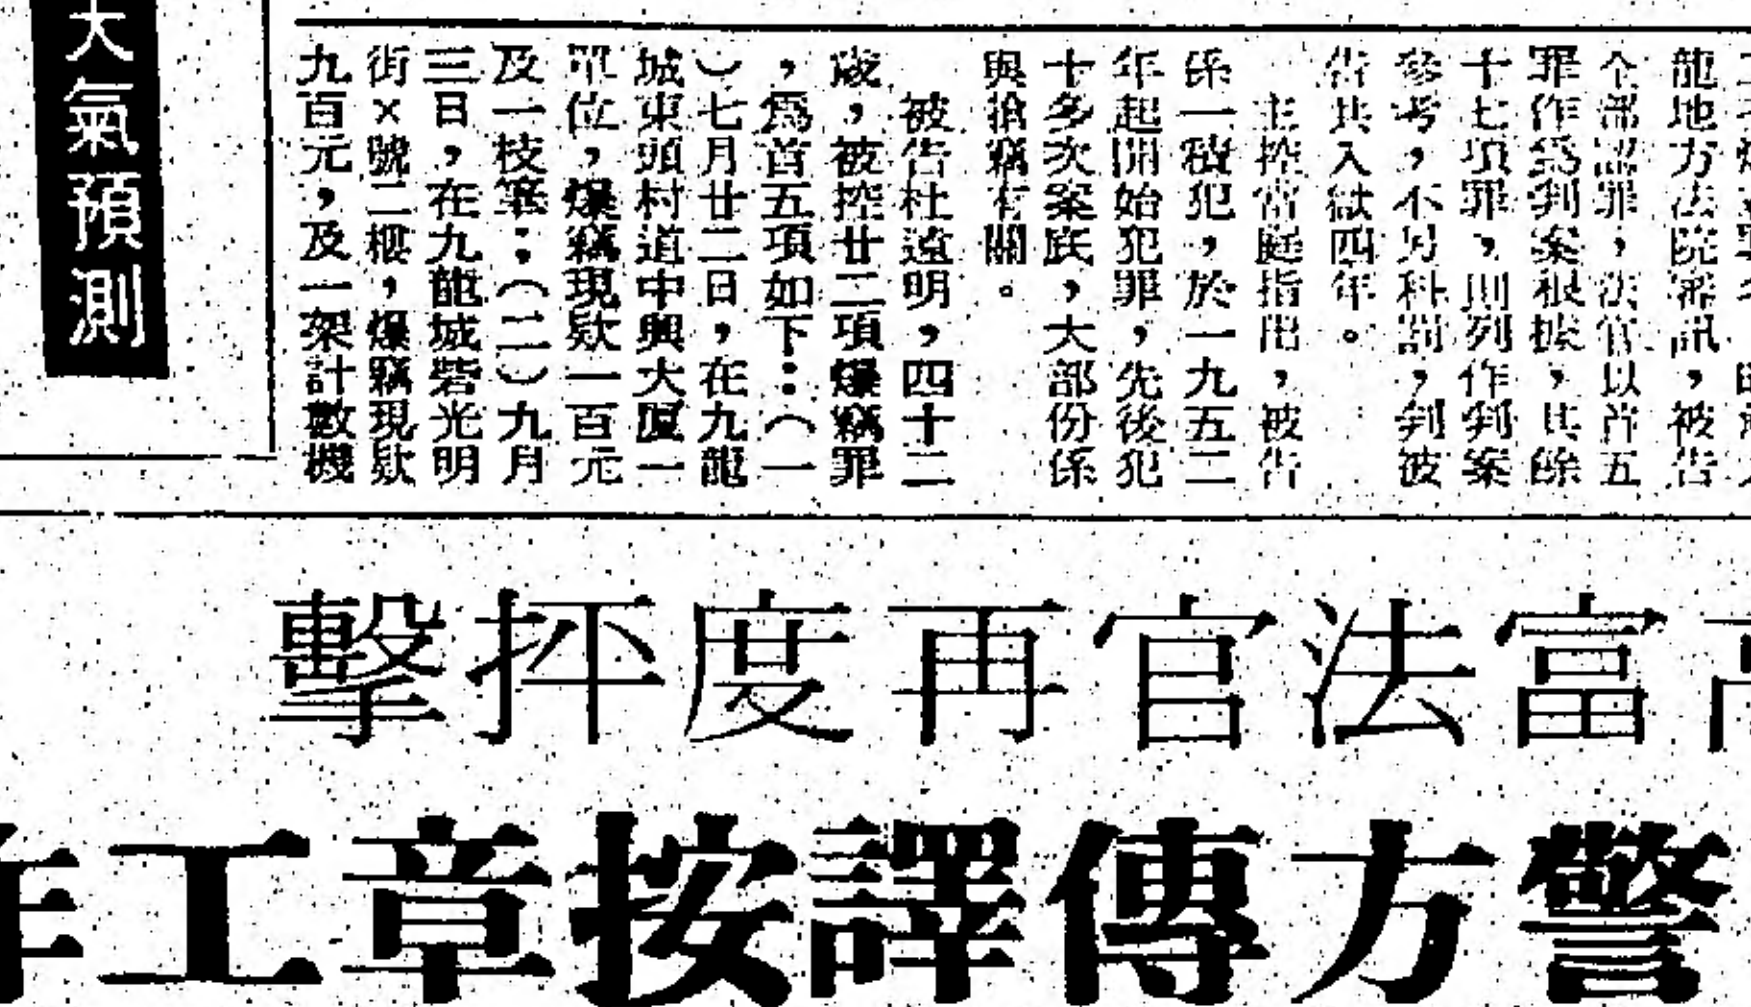 龍地方法院審訊，被告
全部認罪，法官以首五
罪作爲判案根據，其餘
十七項罪，則列作判案
參考，不另科罰，判被
告共入獄四年。
主控官當庭指出，被告
係一積犯，於一九五二
年起開始犯罪，先後犯
十多次案底，大部份係
與搶竊有關。
被告杜遠明，四十二
歲，被控廿二項爆竊罪
，爲首五項如下：（一
）七月廿二日，在九龍
城東頭村道中興大厦一
單位，爆竊現欵一百元
及一枝筆：（二）九月
三日，在九龍城砦光明
街×號二樓，爆竊現欵
九百元，及一架計數機
大氣預測
富法官再度抨擊
警方傳譯按章工作